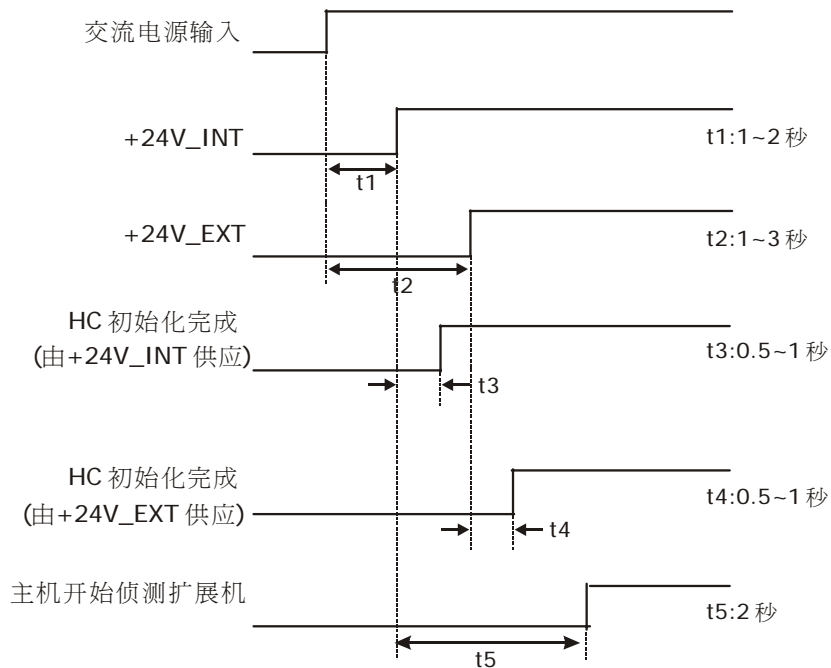 交流电源输入
+24V_INT
t1:1~2 秒
t1
+24V_EXT
t2:1~3 秒
t2
HC 初始化完成
(由+24V_INT 供应)
t3:0.5~1 秒
t3
HC 初始化完成
(由+24V_EXT 供应)
t4:0.5~1 秒
t4
主机开始侦测扩展机
t5:2 秒
t5